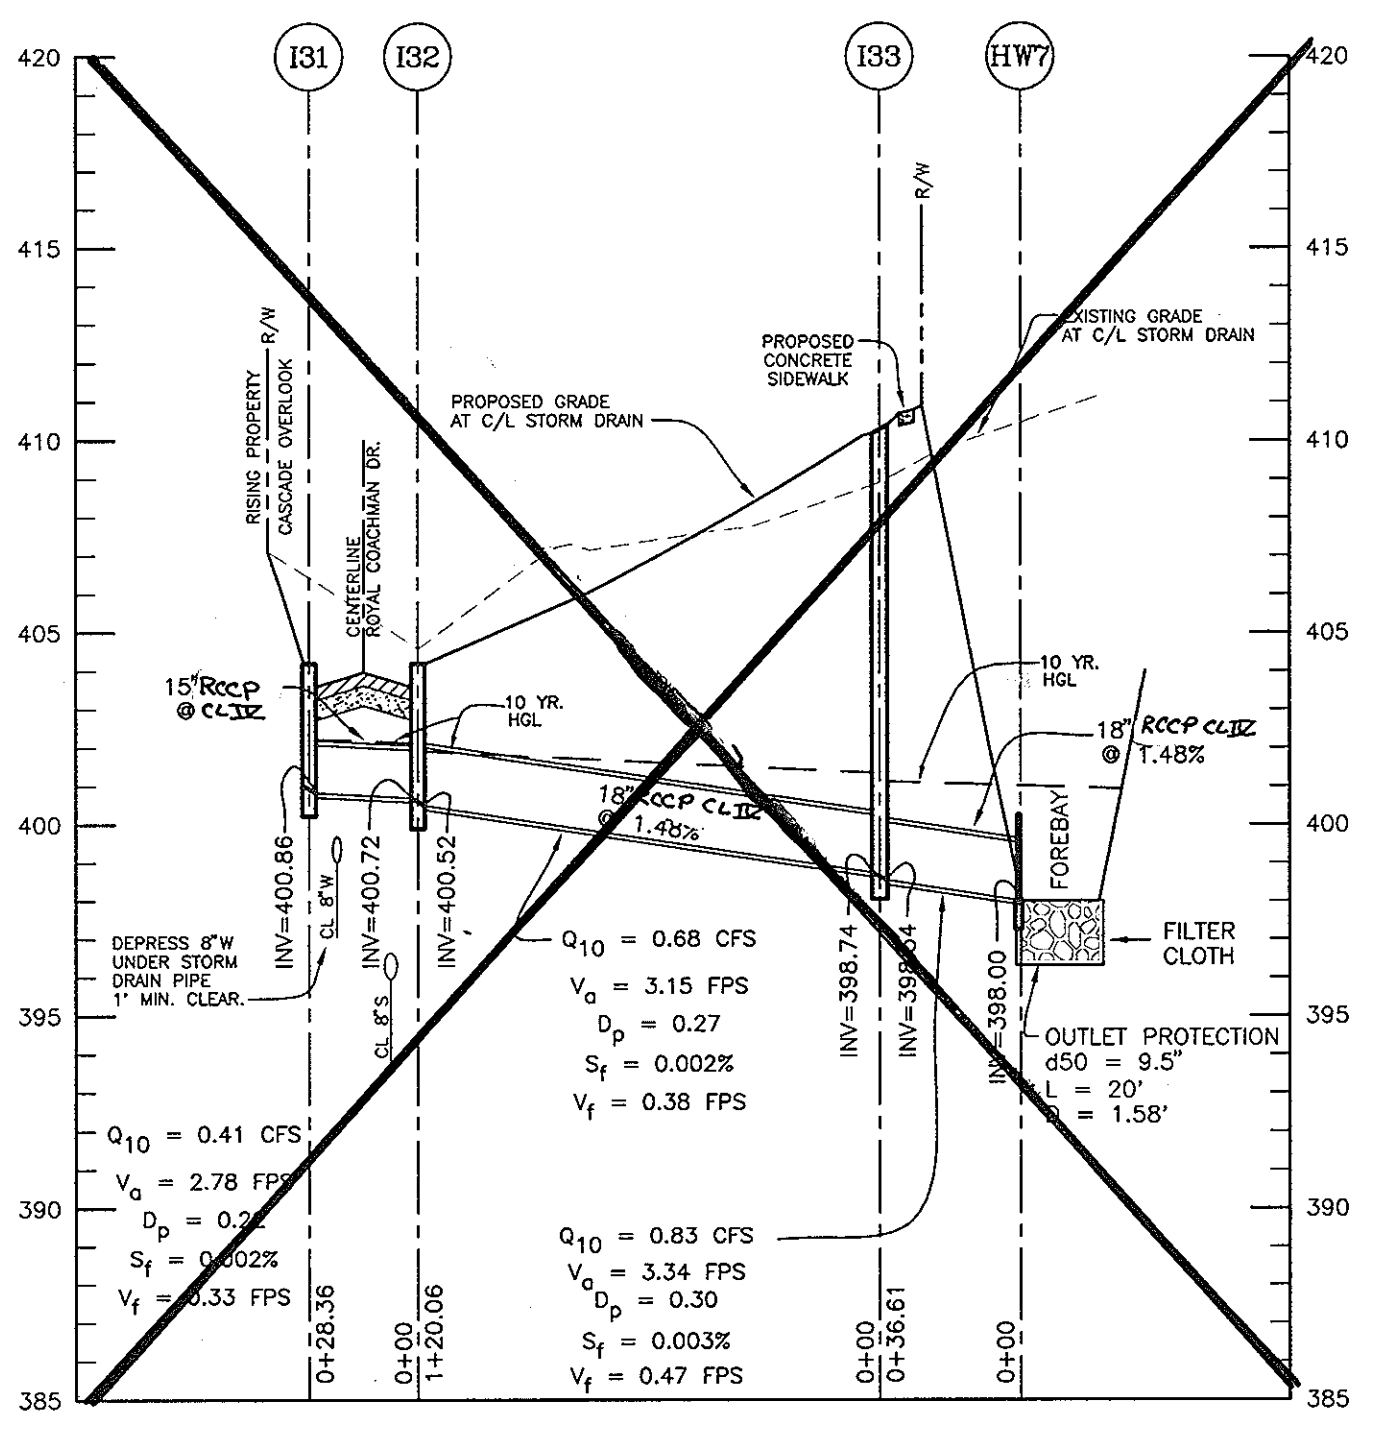 I31
I32
I33
HW7
420
420
415
415
410
410
405
405
400
400
395
395
390
390
385
385
R/W
RISING PROPERTY
CASCADE OVERLOOK
R/W
CENTERLINE
ROYAL COACHMAN DR.
PROPOSED GRADE
AT C/L STORM DRAIN
PROPOSED
CONCRETE
SIDEWALK
EXISTING GRADE
AT C/L STORM DRAIN
15" RCCP
@ CL IV
10 YR.
HGL
10 YR.
HGL
18" RCCP CL IV
@ 1.48%
18" RCCP CL IV
@ 1.48%
FOREBAY
FILTER
CLOTH
INV=400.86
CL 8"W
INV=400.72
INV=400.52
CL 8"S
DEPRESS 8"W
UNDER STORM
DRAIN PIPE
1' MIN. CLEAR.
INV=398.74
INV=398.54
INV=398.00
Q10 = 0.68 CFS
Va = 3.15 FPS
Dp = 0.27
Sf = 0.002%
Vf = 0.38 FPS
OUTLET PROTECTION
d50 = 9.5"
L = 20'
D = 1.58'
Q10 = 0.41 CFS
Va = 2.78 FPS
Dp = 0.22
Sf = 0.002%
Vf = 0.33 FPS
Q10 = 0.83 CFS
Va = 3.34 FPS
Dp = 0.30
Sf = 0.003%
Vf = 0.47 FPS
0+28.36
0+00
1+20.06
0+00
0+36.61
0+00